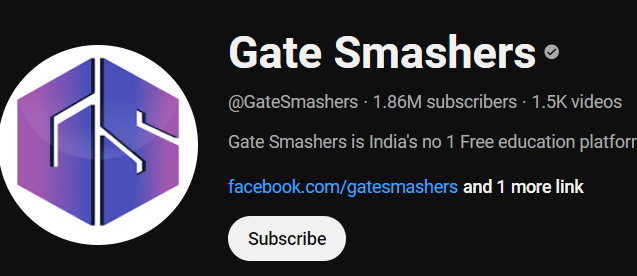 Gate Smashers
@GateSmashers · 1.86M subscribers · 1.5K videos
Gate Smashers is India's no 1 Free education platform
facebook.com/gatesmashers and 1 more link
Subscribe